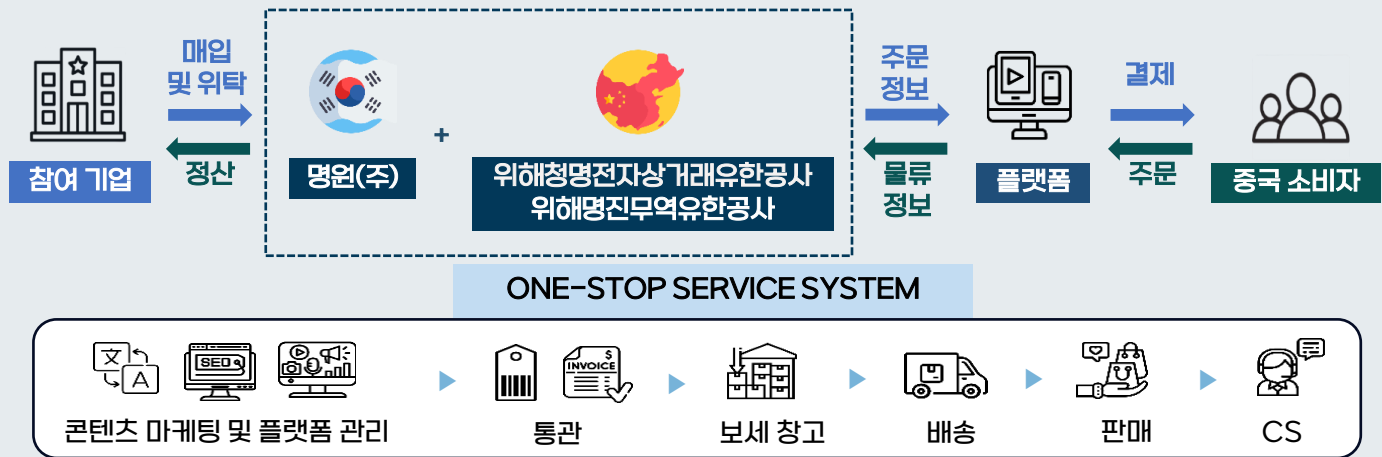 매입
및 위탁
정산
참여 기업
명원(주)
+
위해청명전자상거래유한공사
위해명진무역유한공사
주문
정보
물류
정보
플랫폼
결제
주문
중국 소비자
ONE-STOP SERVICE SYSTEM
文
A
SEO
$
INVOICE
콘텐츠 마케팅 및 플랫폼 관리
통관
보세 창고
배송
판매
CS